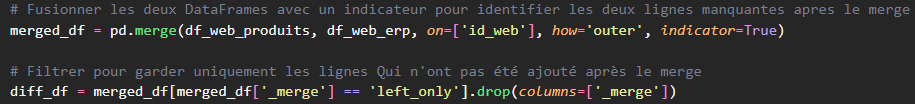 # Fusionner les deux DataFrames avec un indicateur pour identifier les deux lignes manquantes apres le merge
merged_df = pd.merge(df_web_produits, df_web_erp, on=['id_web'], how='outer', indicator=True)
# Filtrer pour garder uniquement les lignes Qui n'ont pas été ajouté après le merge
diff_df = merged_df[merged_df['_merge'] == 'left_only'].drop(columns=['_merge'])